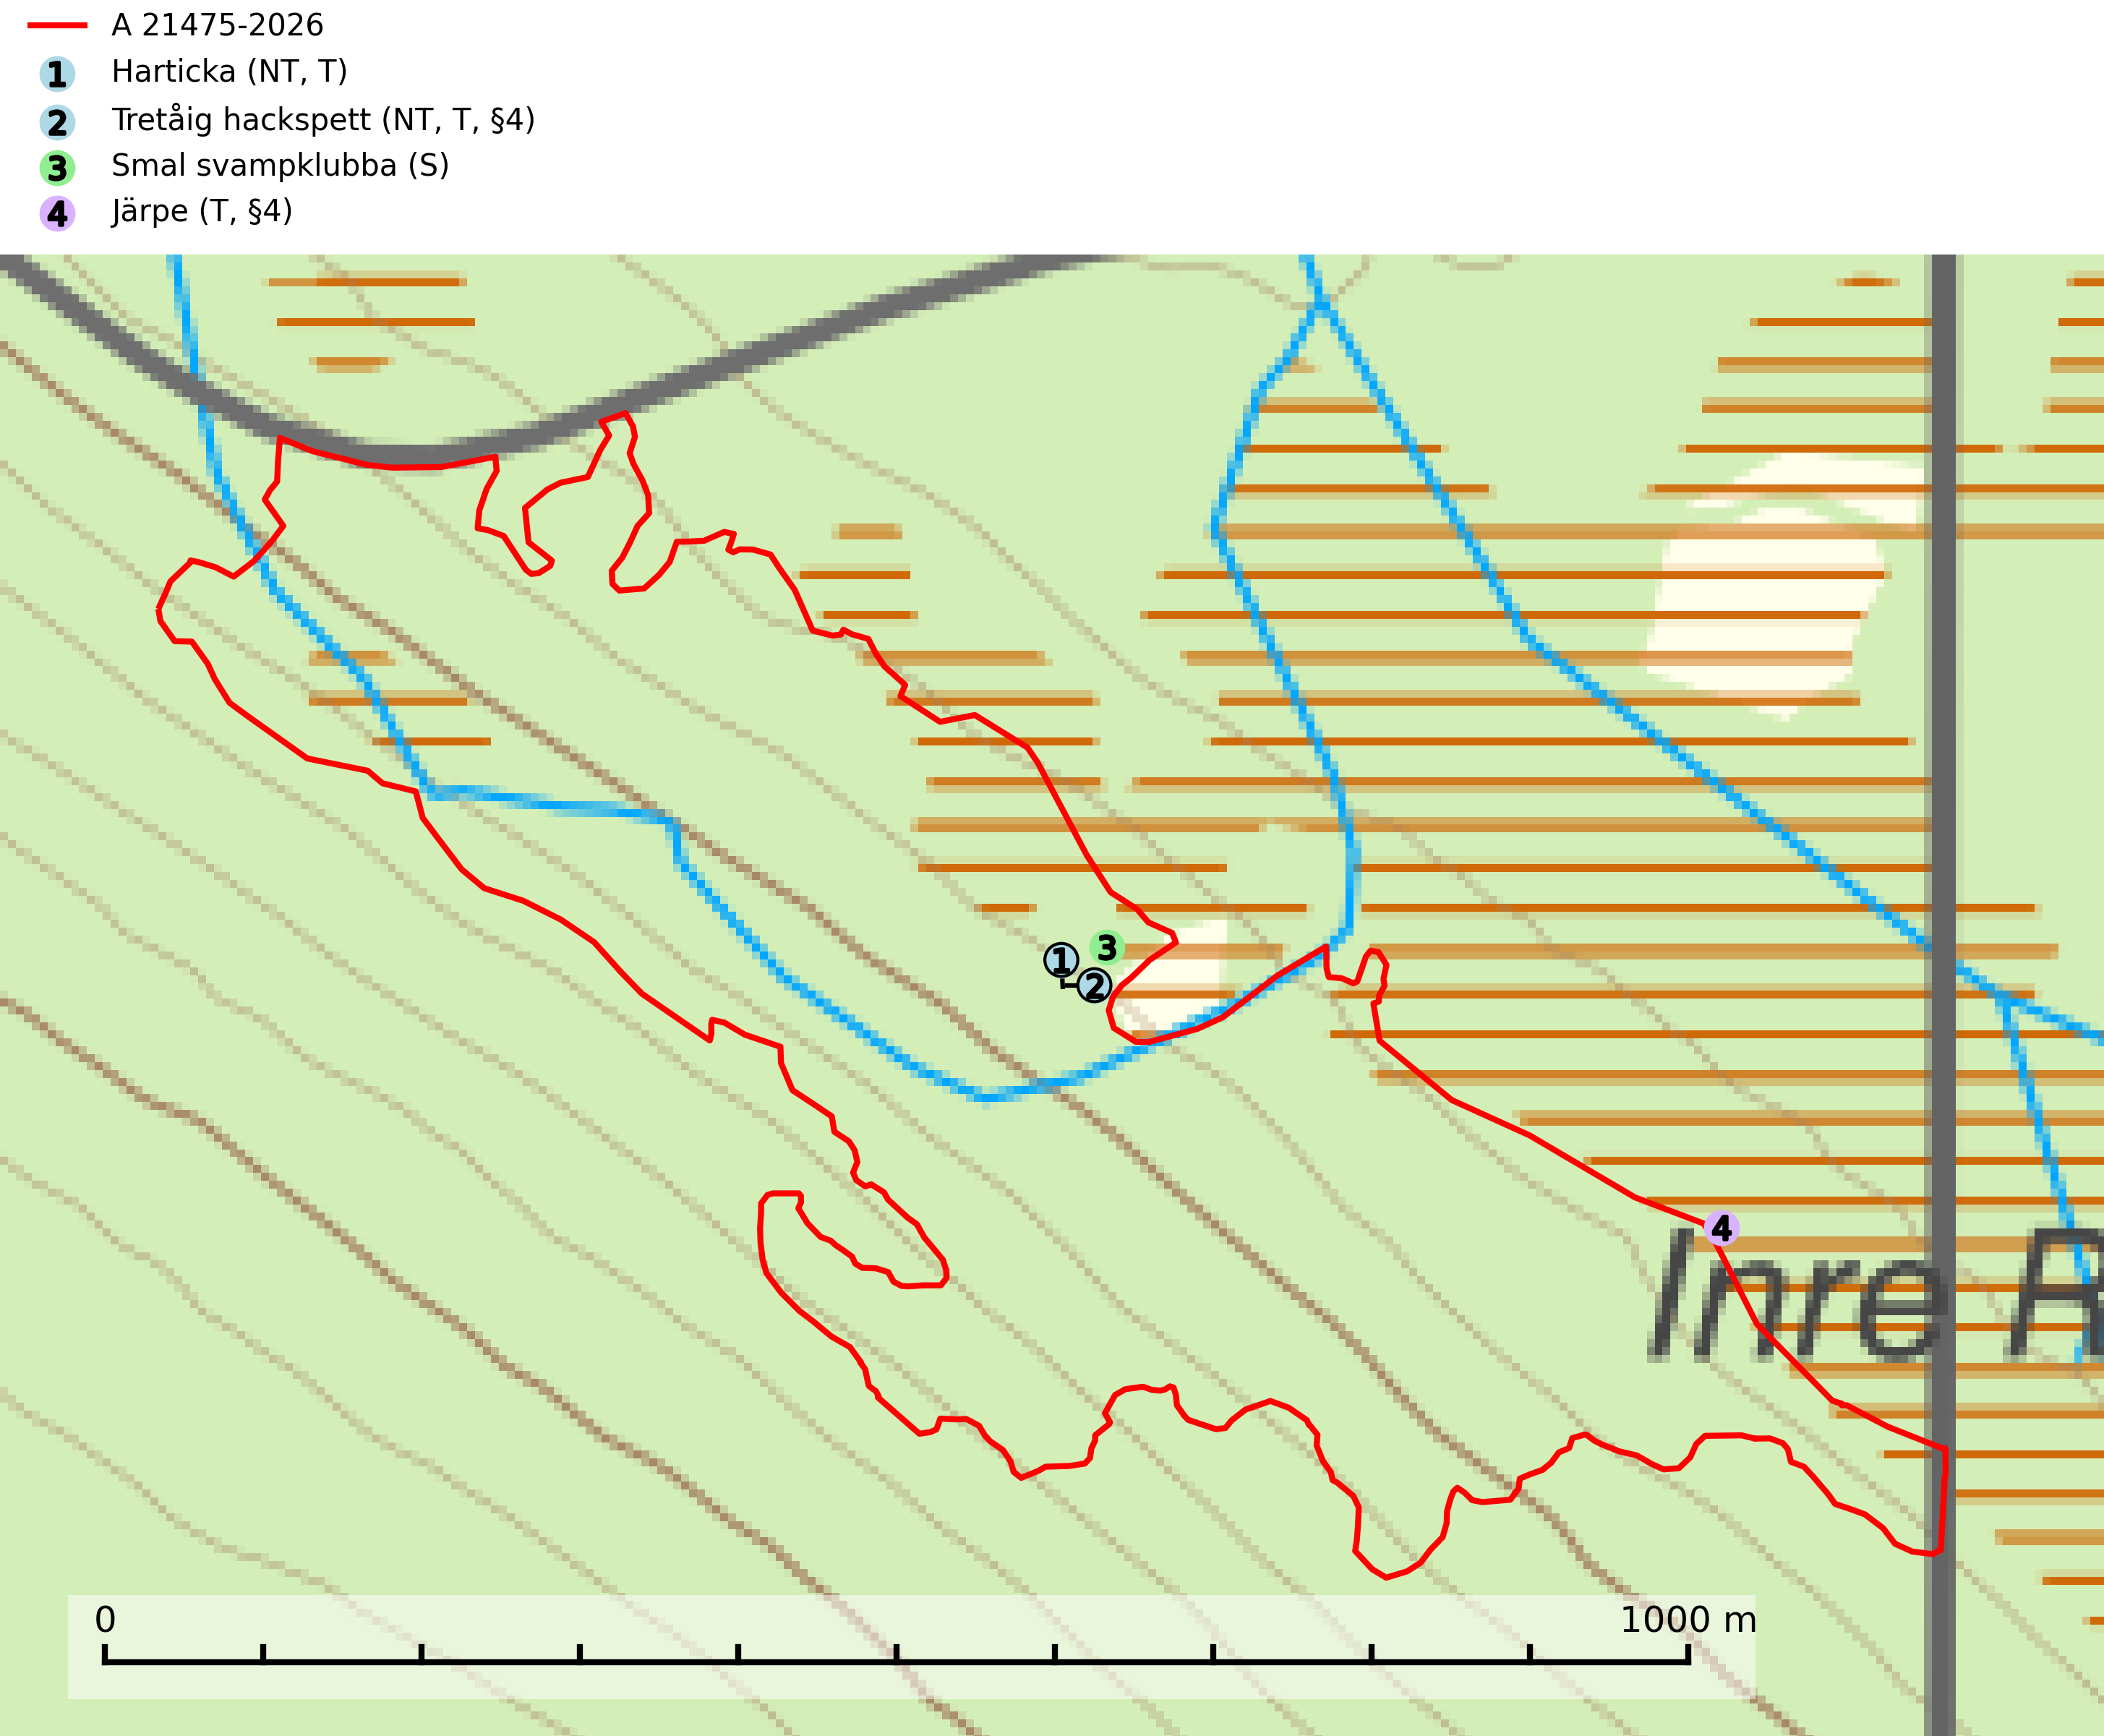 A 21475-2026
1 Harticka (NT, T)
2 Tretåig hackspett (NT, T, §4)
3 Smal svampklubba (S)
4 Järpe (T, §4)
3
1
2
4
Inre R
0 1000 m